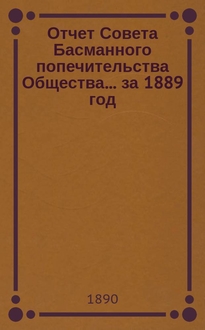 Отчет Совета
Басманного
попечительства
Общества... за 1889
год
1890